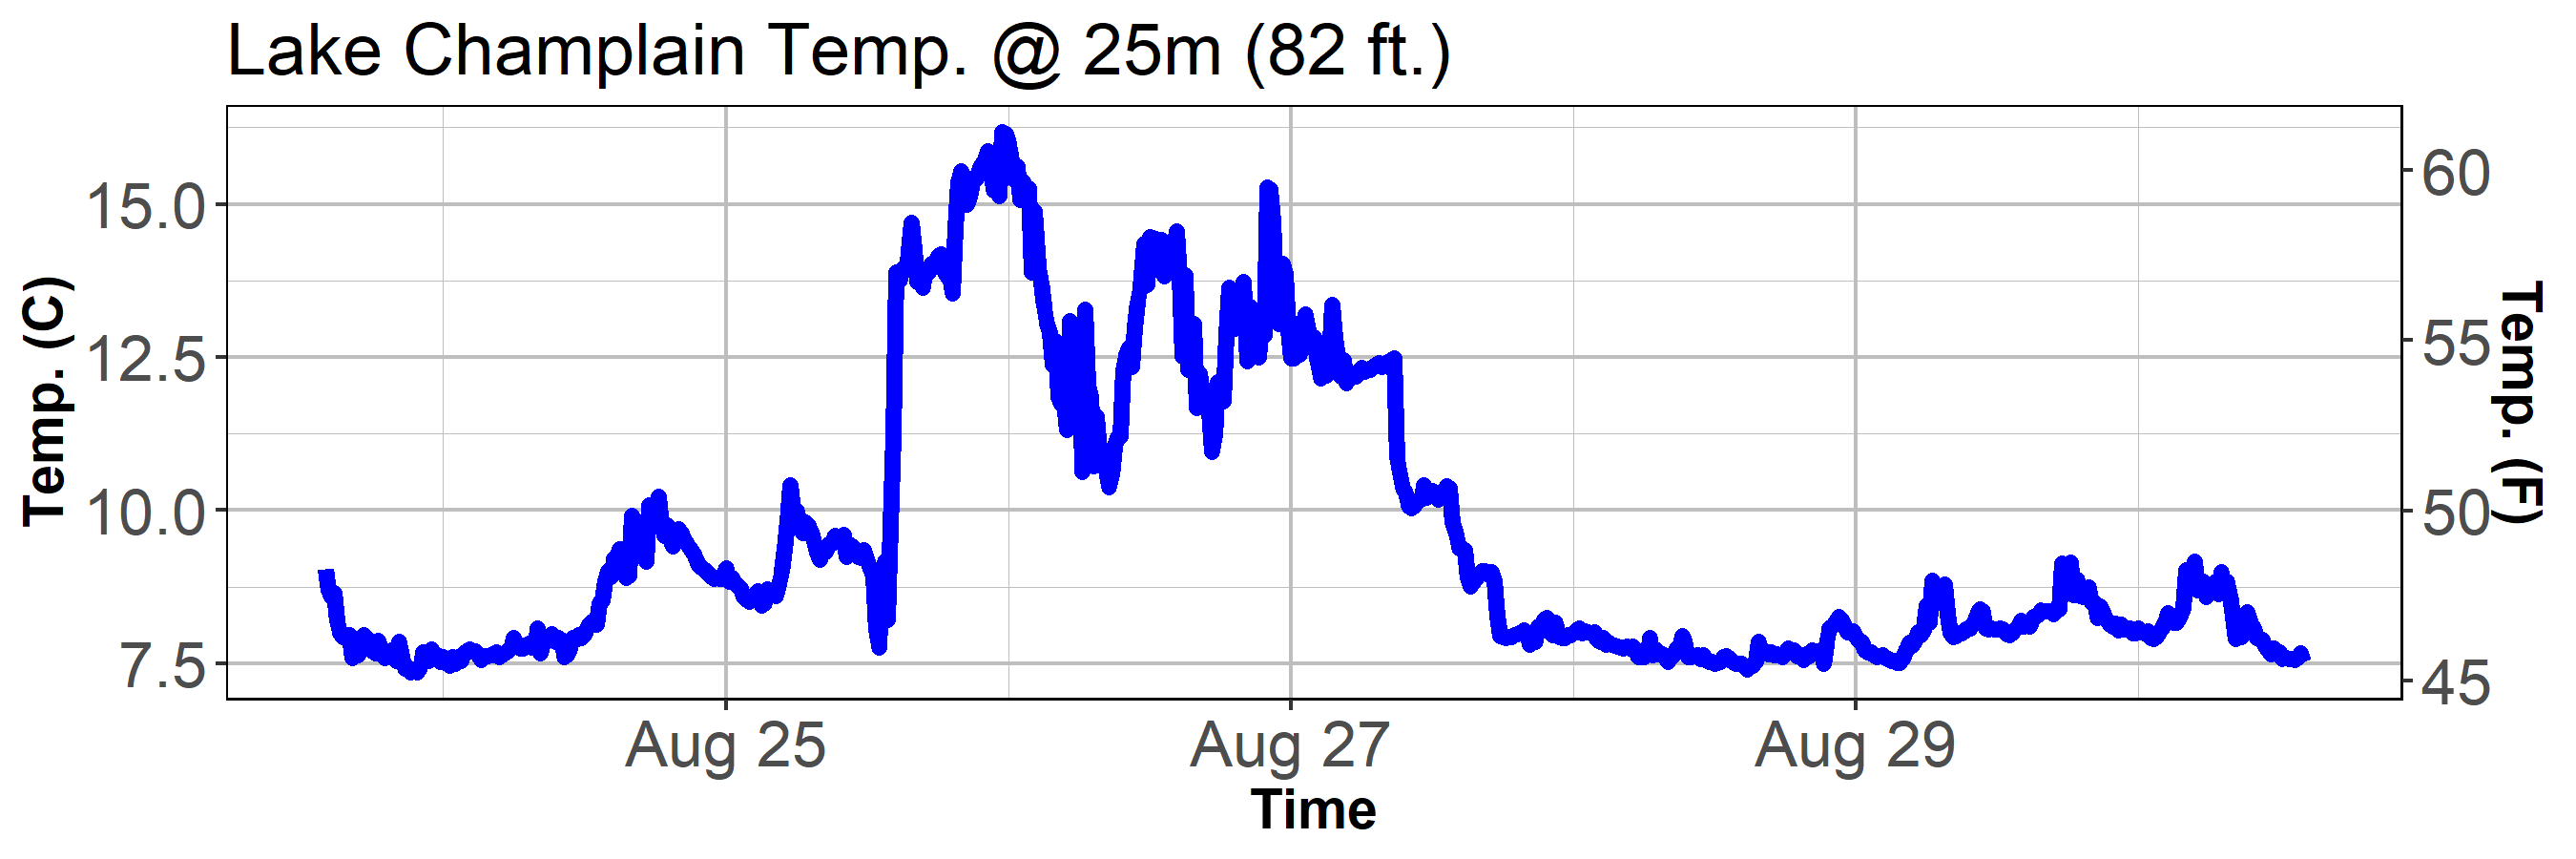 Lake Champlain Temp. @ 25m (82 ft.)
Temp. (C)
15.0
12.5
10.0
7.5
60
55
50
45
Temp. (F)
Aug 25
Aug 27
Aug 29
Time